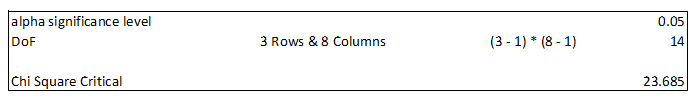 alpha significance level 0.05
DoF 3 Rows & 8 Columns (3 - 1) * (8 - 1) 14
Chi Square Critical 23.685